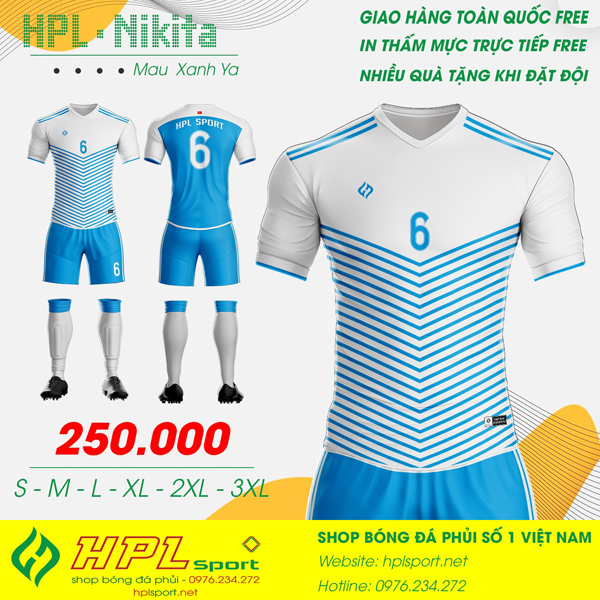 HPL - Nikita
Mau Xanh Ya
GIAO HÀNG TOÀN QUỐC FREE
IN THẤM MỰC TRỰC TIẾP FREE
NHIỀU QUÀ TẶNG KHI ĐẶT ĐỘI
6
HPL SPORT
6
6
6
250.000
S - M - L - XL - 2XL - 3XL
HPL Sport
shop bóng đá phủi - 0976.234.272
hplsport.net
SHOP BÓNG ĐÁ PHỦI SỐ 1 VIỆT NAM
Website: hplsport.net
Hotline: 0976.234.272